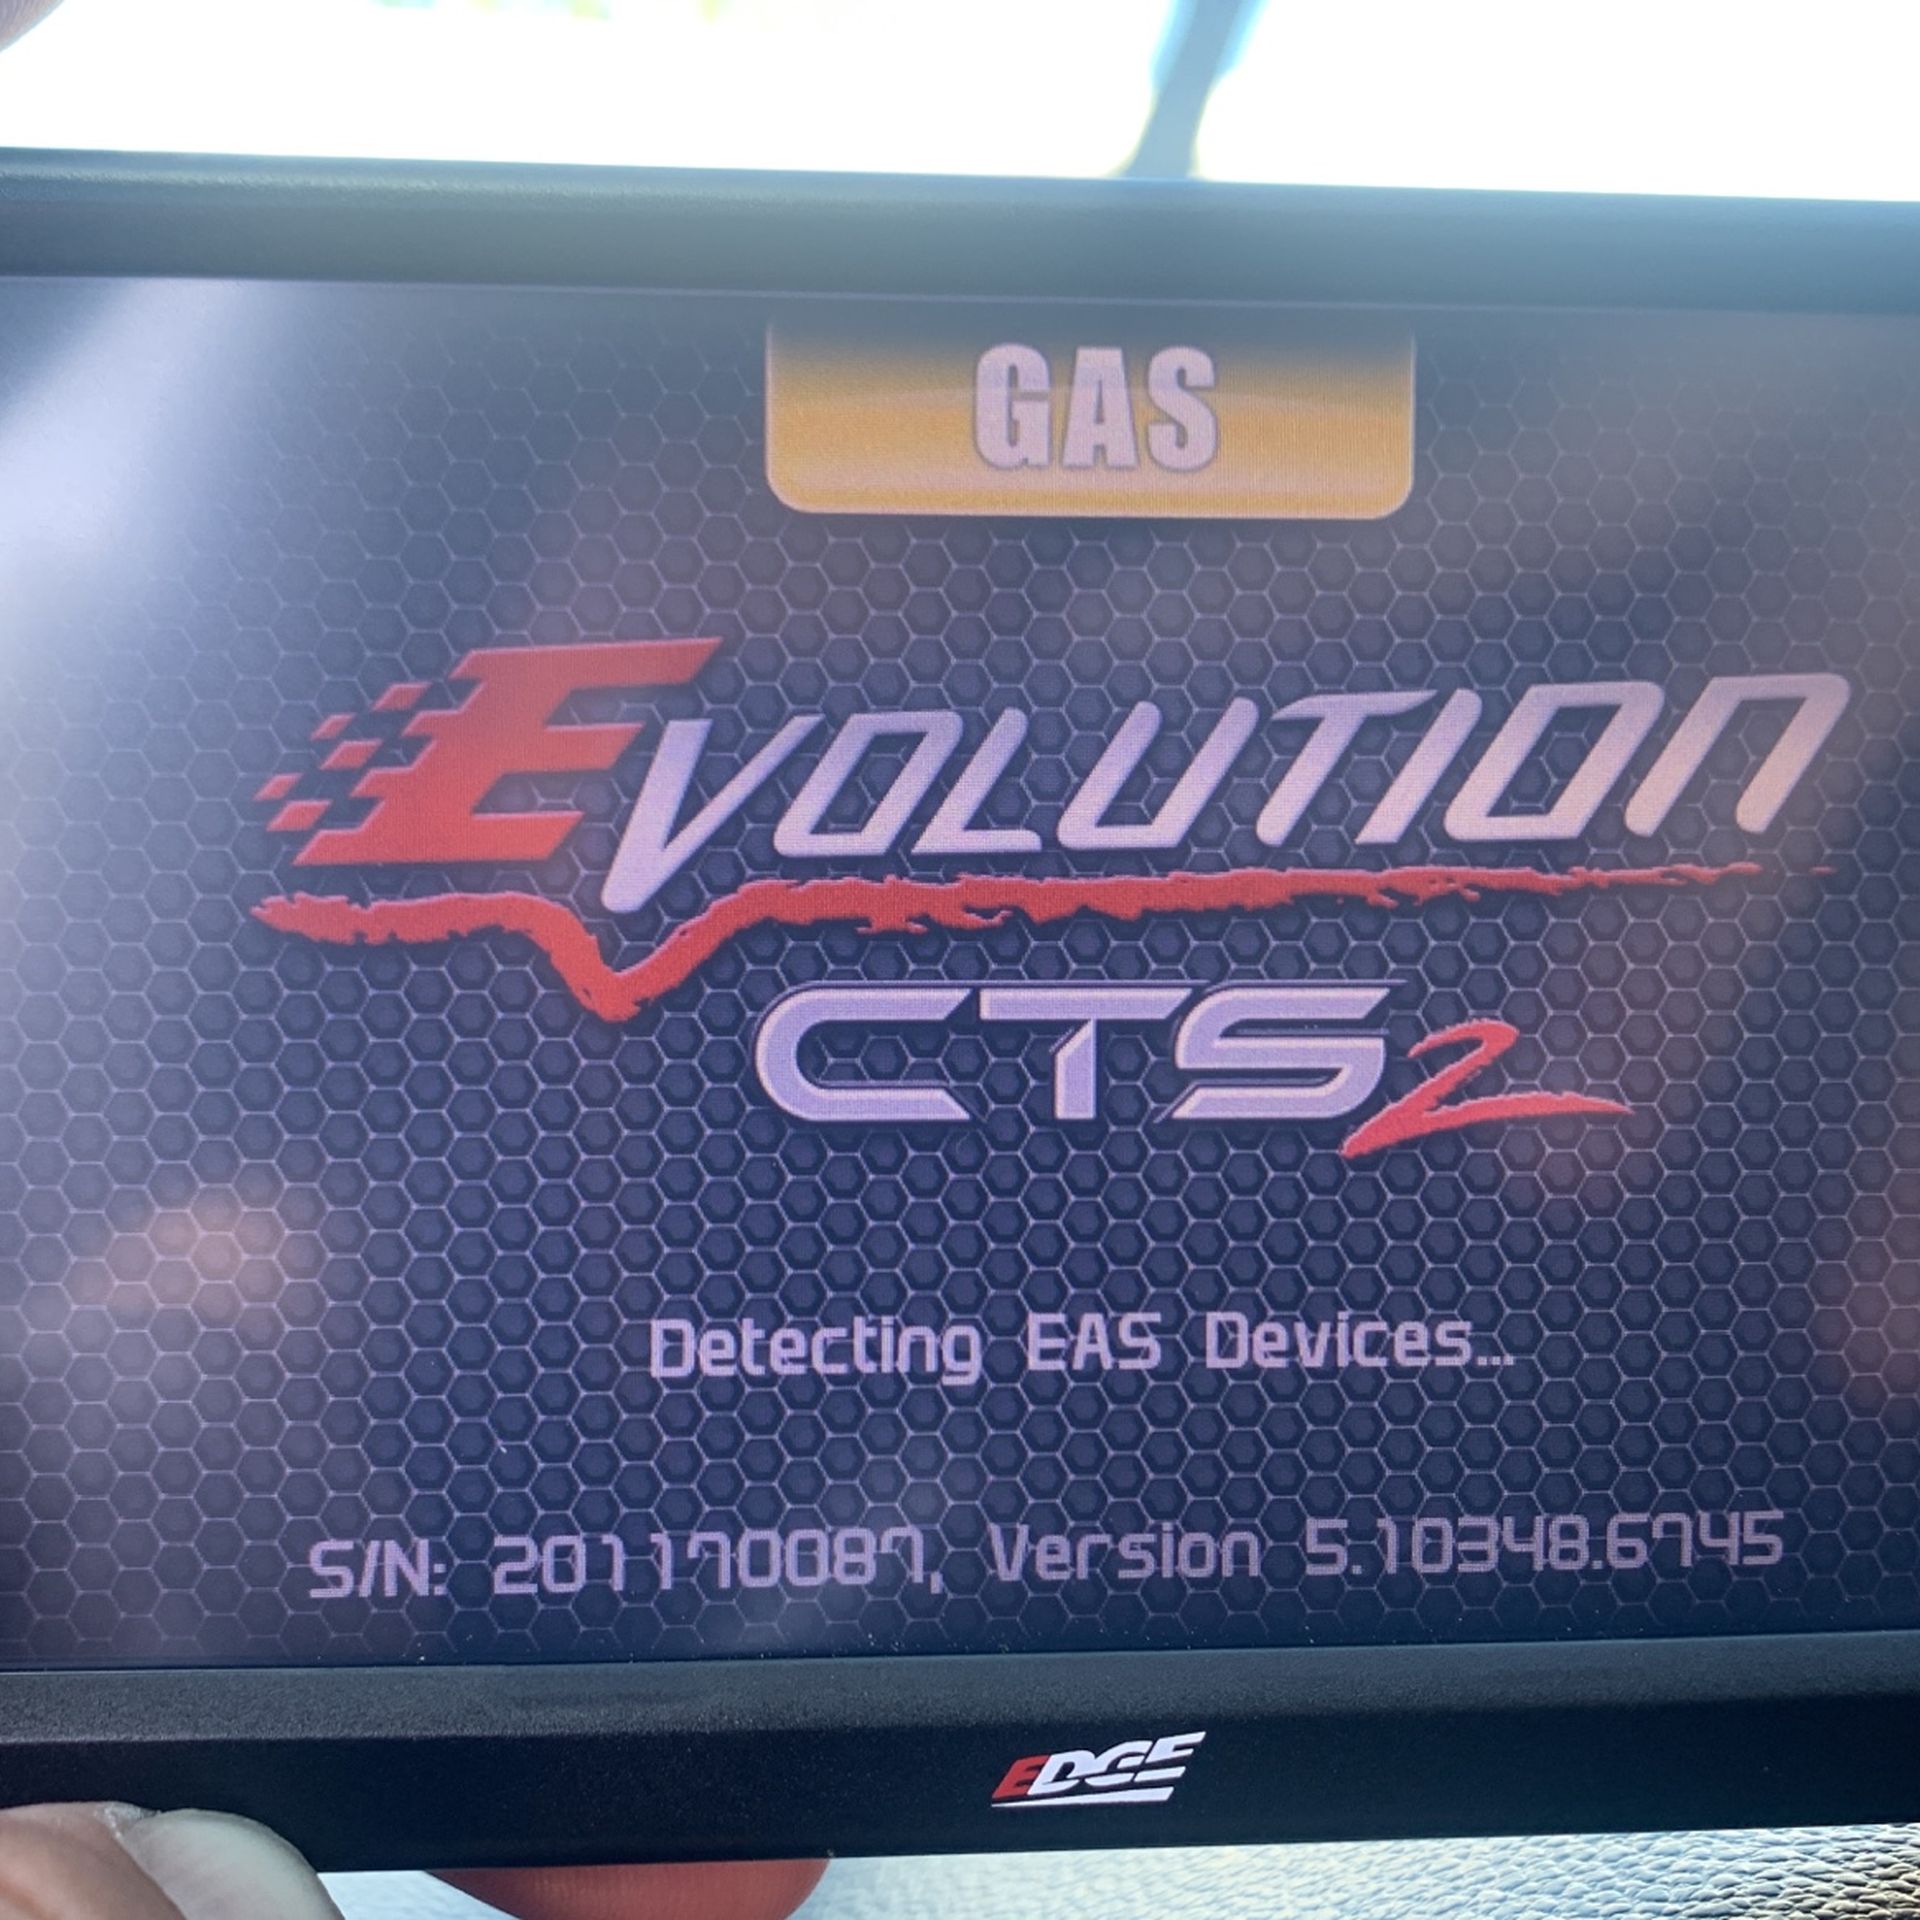 GAS
EVOLUTION
CTS2
Detecting EAS Devices...
S/N: 201170087, Version 5.10348.6745
EDGE